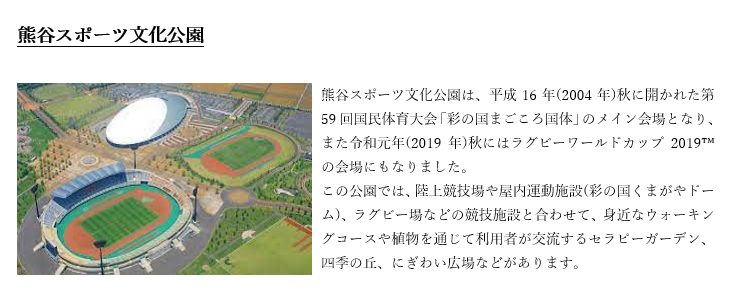 熊谷スポーツ文化公園
熊谷スポーツ文化公園は、平成 16 年(2004 年)秋に開かれた第
59 回国民体育大会「彩の国まごころ国体」のメイン会場となり、
また令和元年(2019 年)秋にはラグビーワールドカップ 2019™
の会場にもなりました。
この公園では、陸上競技場や屋内運動施設(彩の国くまがやドー
ム)、ラグビー場などの競技施設と合わせて、身近なウォーキン
グコースや植物を通じて利用者が交流するセラピーガーデン、
四季の丘、にぎわい広場などがあります。